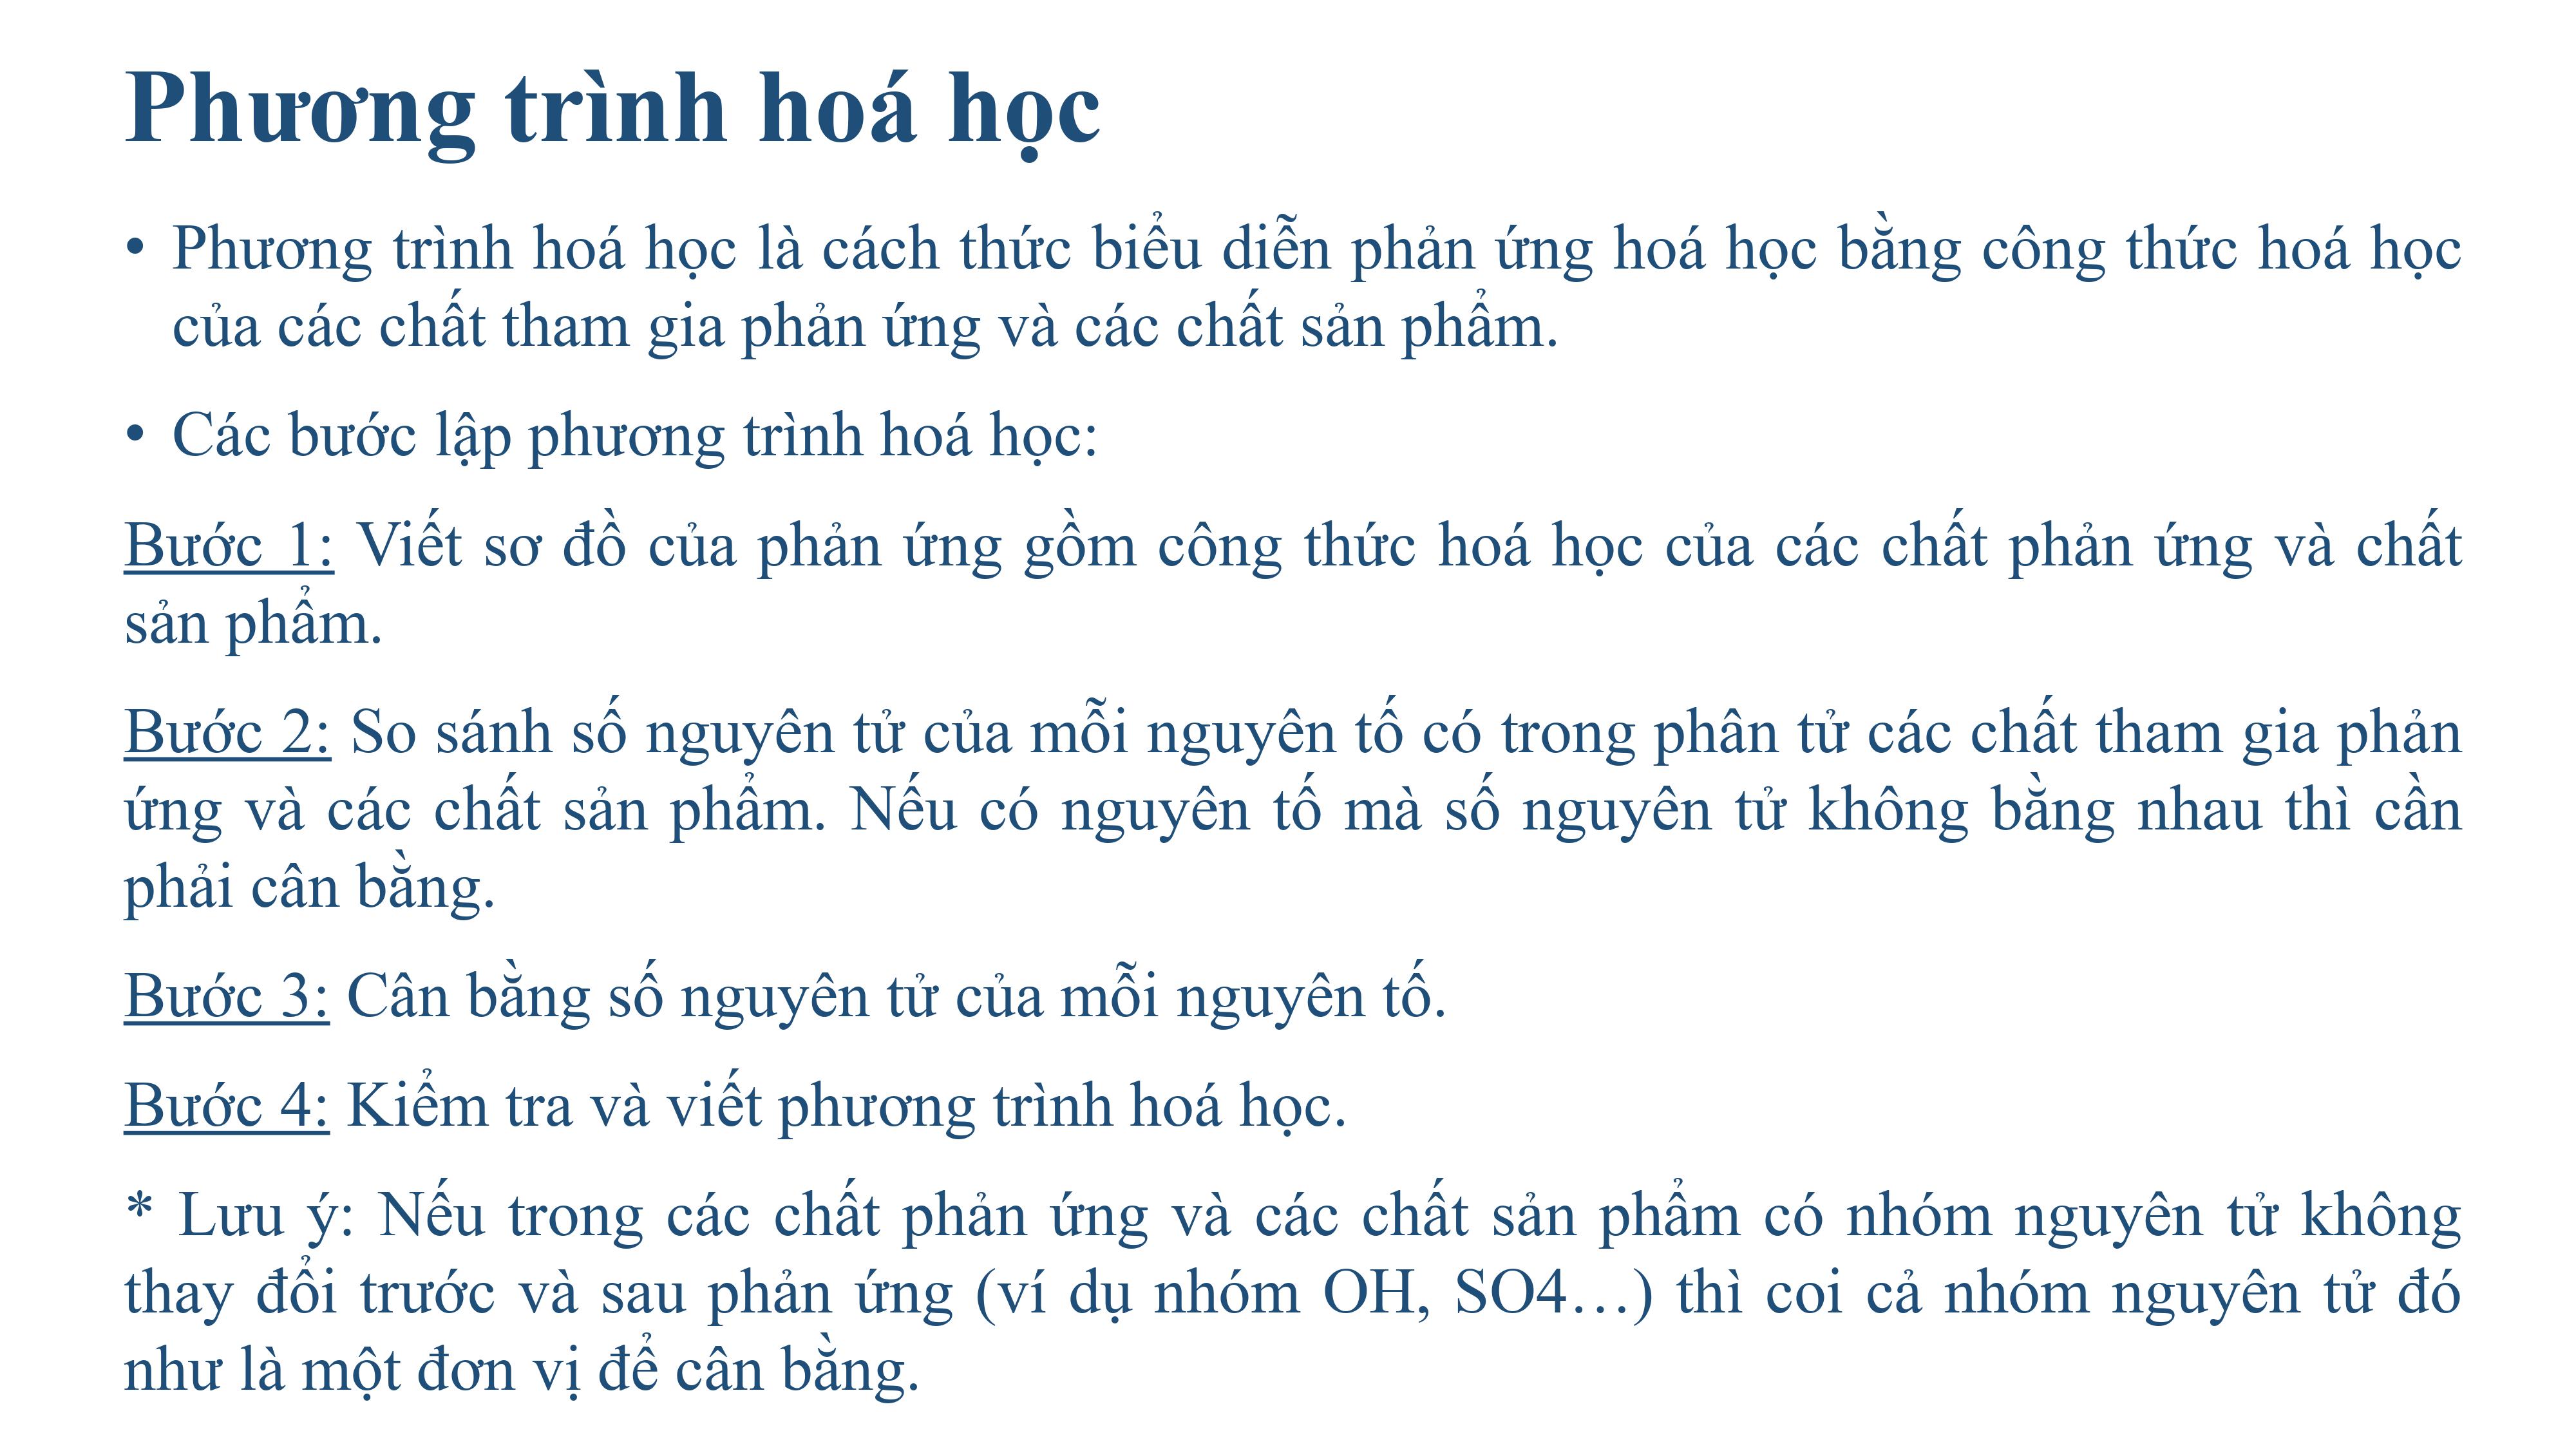 Phương trình hoá học
• Phương trình hoá học là cách thức biểu diễn phản ứng hoá học bằng công thức hoá học
của các chất tham gia phản ứng và các chất sản phẩm.
• Các bước lập phương trình hoá học:
Bước 1: Viết sơ đồ của phản ứng gồm công thức hoá học của các chất phản ứng và chất
sản phẩm.
Bước 2: So sánh số nguyên tử của mỗi nguyên tố có trong phân tử các chất tham gia phản
ứng và các chất sản phẩm. Nếu có nguyên tố mà số nguyên tử không bằng nhau thì cần
phải cân bằng.
Bước 3: Cân bằng số nguyên tử của mỗi nguyên tố.
Bước 4: Kiểm tra và viết phương trình hoá học.
* Lưu ý: Nếu trong các chất phản ứng và các chất sản phẩm có nhóm nguyên tử không
thay đổi trước và sau phản ứng (ví dụ nhóm OH, SO4…) thì coi cả nhóm nguyên tử đó
như là một đơn vị để cân bằng.